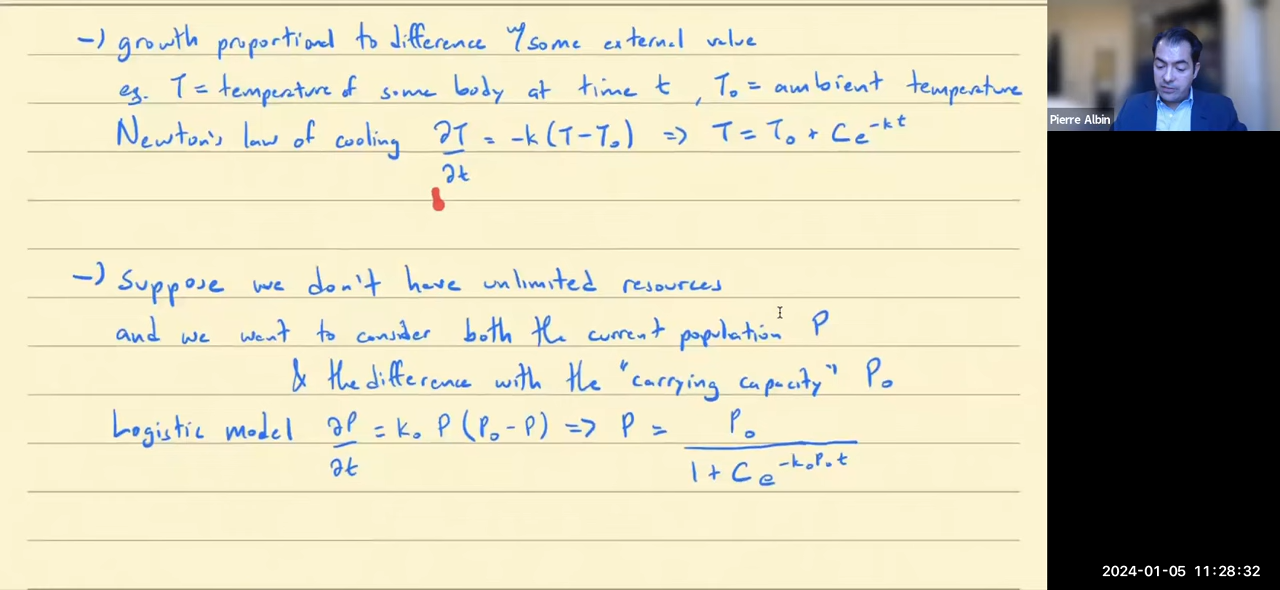 -) growth proportional to difference w/ some external value
eg. T = temperature of some body at time t , T₀ = ambient temperature
Newton's law of cooling ∂T/∂t = -k (T-T₀) => T = T₀ + Ce^{-kt}
-) Suppose we don't have unlimited resources
and we want to consider both the current population P
& the difference with the "carrying capacity" P₀
Logistic model ∂P/∂t = k₀ P (P₀ - P) => P = P₀/(1 + C e^{-k₀P₀t})
Pierre Albin
2024-01-05 11:28:32